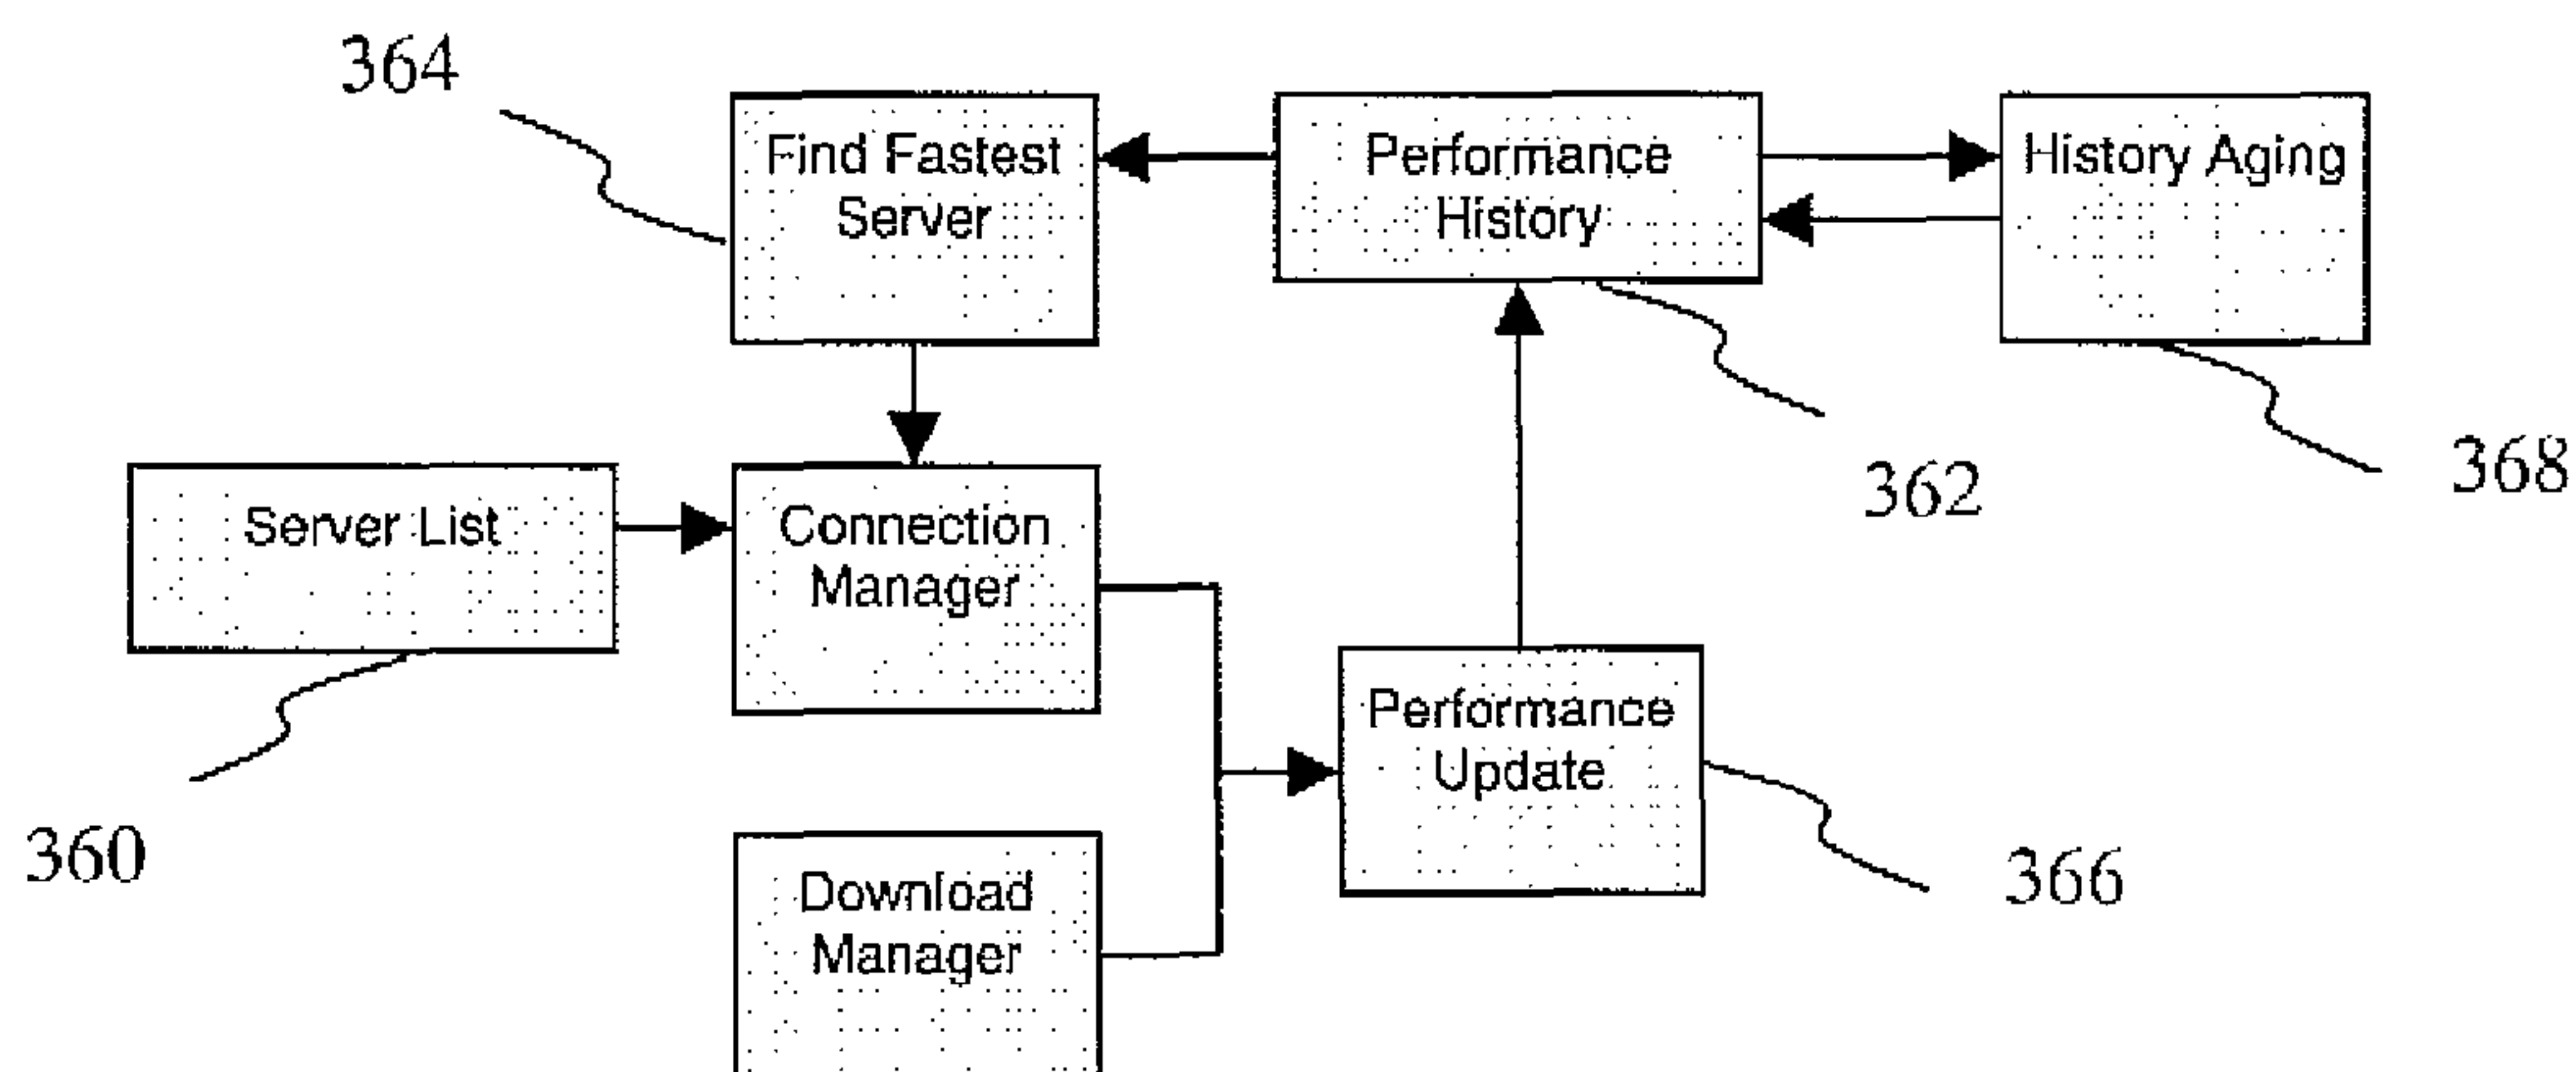 364
Find Fastest
Server
Performance
History
History Aging
362
368
Server List
Connection
Manager
360
Performance
Update
366
Download
Manager